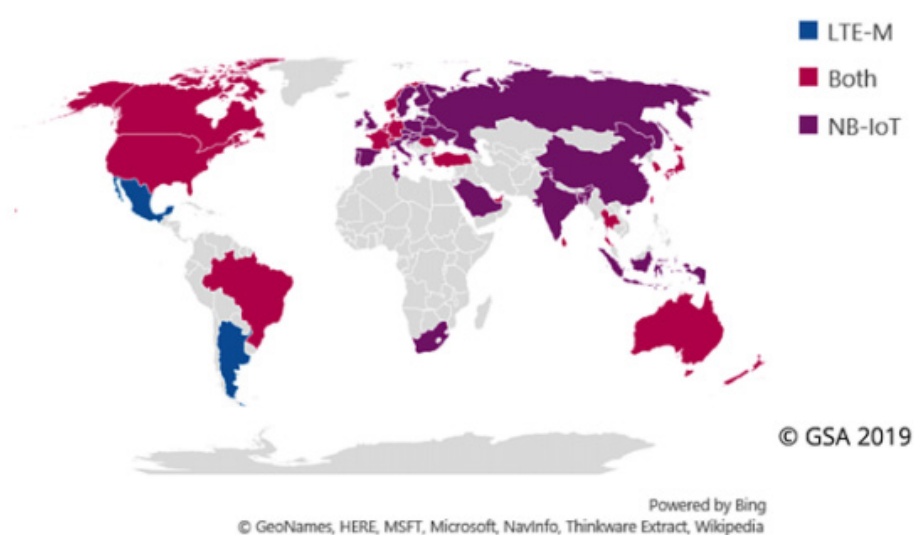 LTE-M
Both
NB-IoT
© GSA 2019
Powered by Bing
© GeoNames, HERE, MSFT, Microsoft, NavInfo, Thinkware Extract, Wikipedia